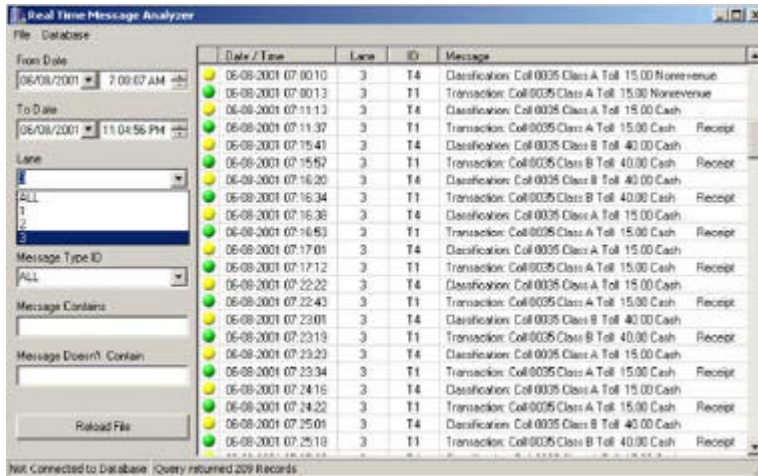 Real Time Message Analyzer
File Database
From Date
06/08/2001 7:00:07 AM
To Date
06/08/2001 11:04:56 PM
Lane
3
ALL
1
2
3
Message Type ID
ALL
Message Contains
Message Doesn't Contain
Reload File
Date / Time Lane ID Message
06-08-2001 07:00:10 3 T4 Classification: Coll 0035 Class A Toll 15.00 Nonrevenue
06-08-2001 07:00:13 3 T1 Transaction: Coll 0035 Class A Toll 15.00 Nonrevenue
06-08-2001 07:11:13 3 T4 Classification: Coll 0035 Class A Toll 15.00 Cash
06-08-2001 07:11:37 3 T1 Transaction: Coll 0035 Class A Toll 15.00 Cash Receipt
06-08-2001 07:15:41 3 T4 Classification: Coll 0035 Class B Toll 40.00 Cash
06-08-2001 07:15:57 3 T1 Transaction: Coll 0035 Class B Toll 40.00 Cash Receipt
06-08-2001 07:16:20 3 T4 Classification: Coll 0035 Class B Toll 40.00 Cash
06-08-2001 07:16:34 3 T1 Transaction: Coll 0035 Class B Toll 40.00 Cash Receipt
06-08-2001 07:16:38 3 T4 Classification: Coll 0035 Class A Toll 15.00 Cash
06-08-2001 07:16:53 3 T1 Transaction: Coll 0035 Class A Toll 15.00 Cash Receipt
06-08-2001 07:17:01 3 T4 Classification: Coll 0035 Class A Toll 15.00 Cash
06-08-2001 07:17:12 3 T1 Transaction: Coll 0035 Class A Toll 15.00 Cash Receipt
06-08-2001 07:22:22 3 T4 Classification: Coll 0035 Class A Toll 15.00 Cash
06-08-2001 07:22:43 3 T1 Transaction: Coll 0035 Class A Toll 15.00 Cash Receipt
06-08-2001 07:23:01 3 T4 Classification: Coll 0035 Class B Toll 40.00 Cash
06-08-2001 07:23:19 3 T1 Transaction: Coll 0035 Class B Toll 40.00 Cash Receipt
06-08-2001 07:23:23 3 T4 Classification: Coll 0035 Class A Toll 15.00 Cash
06-08-2001 07:23:34 3 T1 Transaction: Coll 0035 Class A Toll 15.00 Cash Receipt
06-08-2001 07:24:16 3 T4 Classification: Coll 0035 Class A Toll 15.00 Cash
06-08-2001 07:24:22 3 T1 Transaction: Coll 0035 Class A Toll 15.00 Cash Receipt
06-08-2001 07:25:01 3 T4 Classification: Coll 0035 Class B Toll 40.00 Cash
06-08-2001 07:25:18 3 T1 Transaction: Coll 0035 Class B Toll 40.00 Cash Receipt
Not Connected to Database Query returned 209 Records